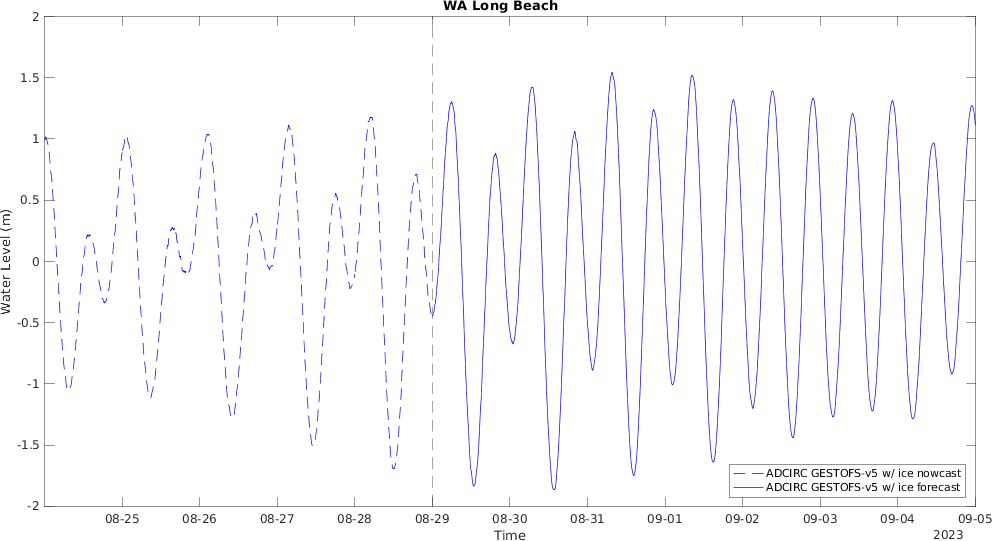 WA Long Beach
2
1.5
1
0.5
0
-0.5
-1
-1.5
-2
Water Level (m)
08-25 08-26 08-27 08-28 08-29 08-30 08-31 09-01 09-02 09-03 09-04 09-05
Time
2023
ADCIRC GESTOFS-v5 w/ ice nowcast
ADCIRC GESTOFS-v5 w/ ice forecast